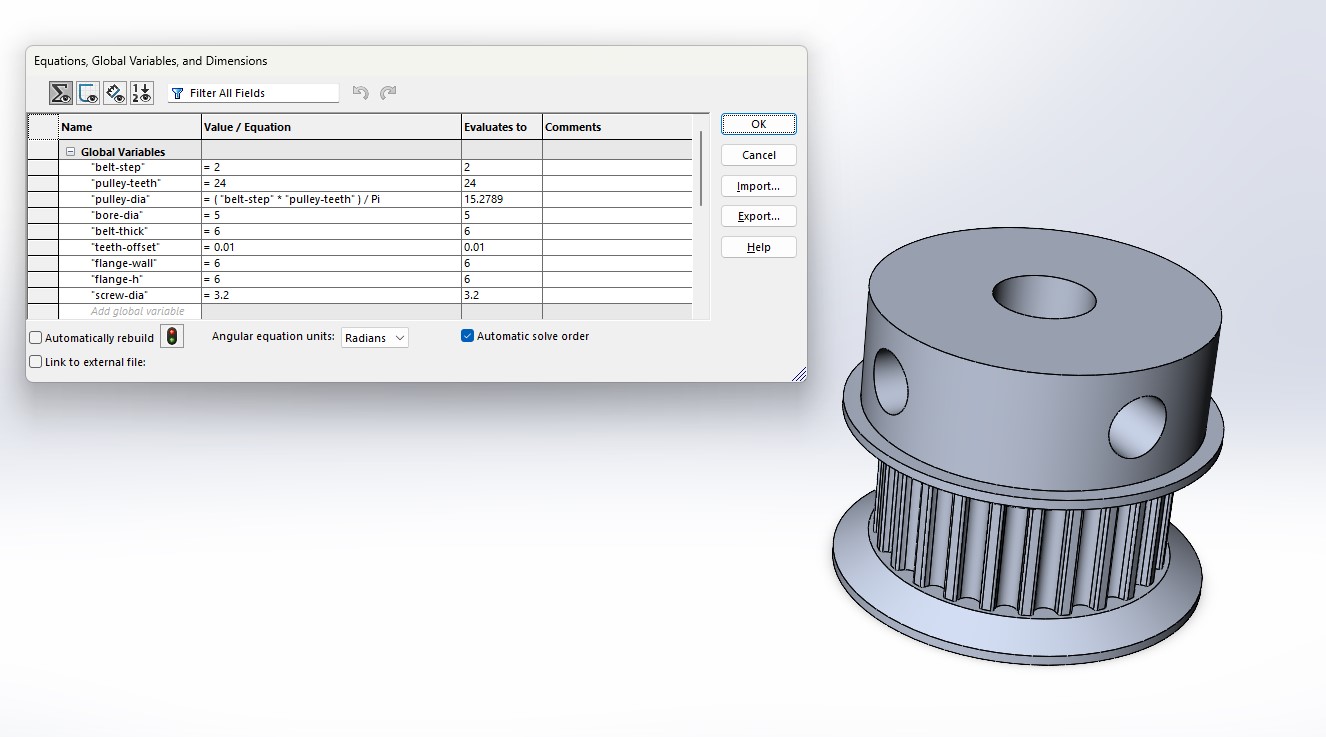 Equations, Global Variables, and Dimensions
Filter All Fields
Name Value / Equation Evaluates to Comments
Global Variables
"belt-step" = 2 2
"pulley-teeth" = 24 24
"pulley-dia" = ( "belt-step" * "pulley-teeth" ) / Pi 15.2789
"bore-dia" = 5 5
"belt-thick" = 6 6
"teeth-offset" = 0.01 0.01
"flange-wall" = 6 6
"flange-h" = 6 6
"screw-dia" = 3.2 3.2
Add global variable
OK
Cancel
Import...
Export...
Help
Automatically rebuild Angular equation units: Radians Automatic solve order
Link to external file: